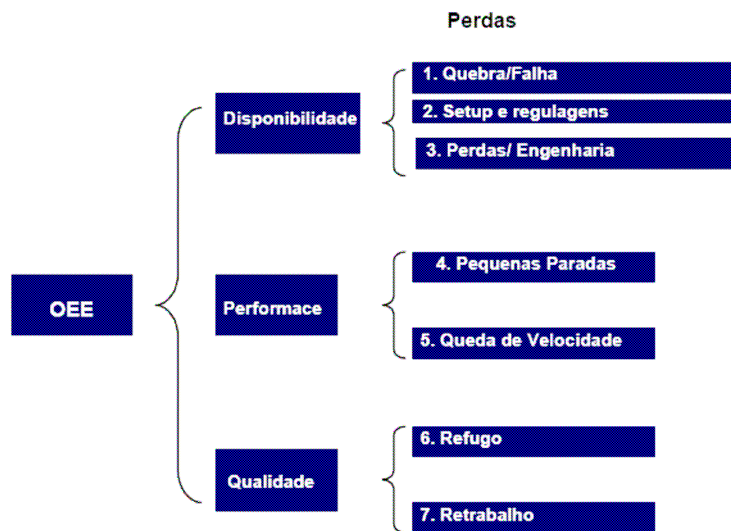 Perdas
1. Quebra/Falha
Disponibilidade
2. Setup e regulagens
3. Perdas/ Engenharia
4. Pequenas Paradas
OEE
Performace
5. Queda de Velocidade
6. Refugo
Qualidade
7. Retrabalho